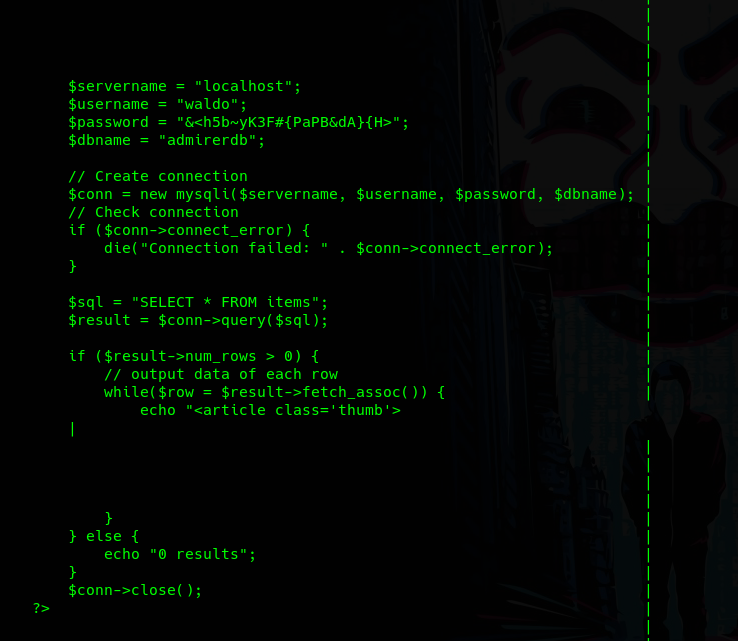 $servername = "localhost";
$username = "waldo";
$password = "&<h5b~yK3F#{PaPB&dA}{H>";
$dbname = "admirerdb";
// Create connection
$conn = new mysqli($servername, $username, $password, $dbname);
// Check connection
if ($conn->connect_error) {
die("Connection failed: " . $conn->connect_error);
}
$sql = "SELECT * FROM items";
$result = $conn->query($sql);
if ($result->num_rows > 0) {
// output data of each row
while($row = $result->fetch_assoc()) {
echo "<article class='thumb'>
|
}
} else {
echo "0 results";
}
$conn->close();
?>